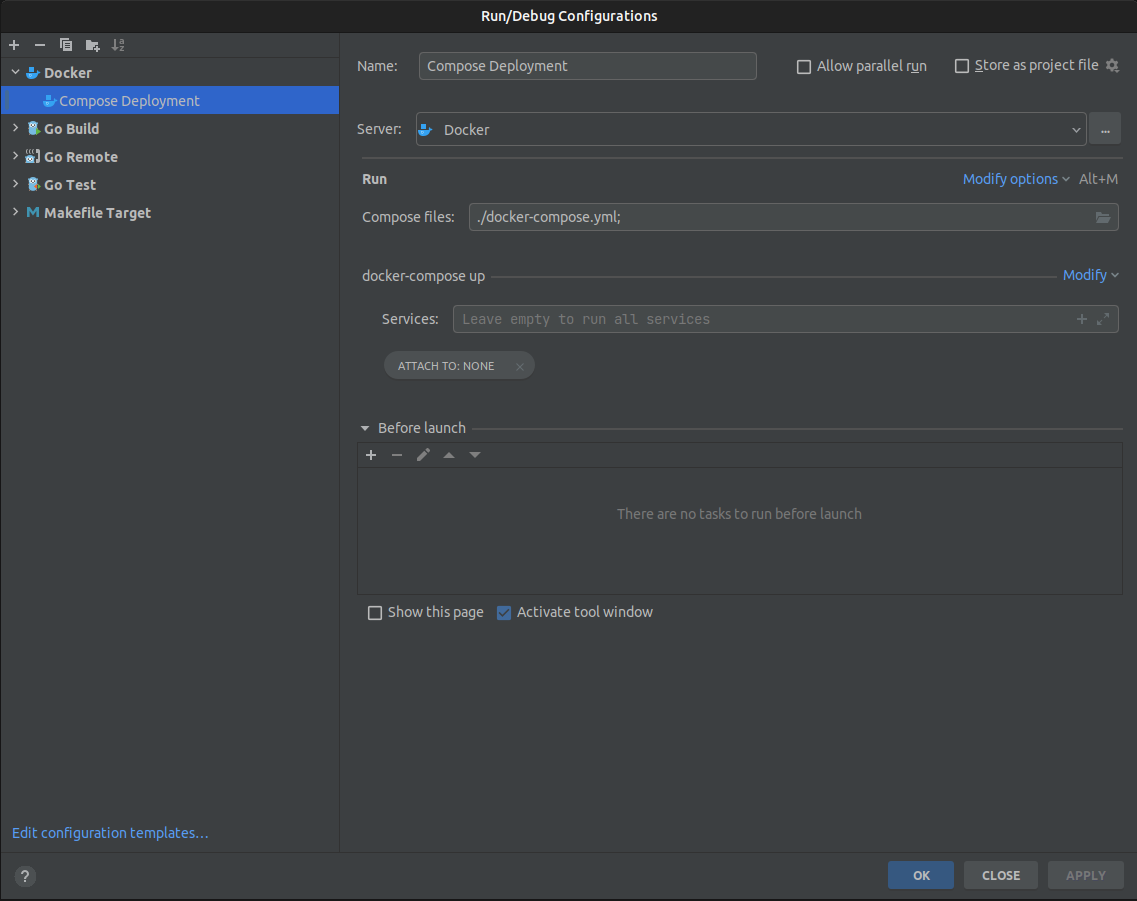 Run/Debug Configurations
Docker
Compose Deployment
Go Build
Go Remote
Go Test
Makefile Target
Edit configuration templates...
Name: Compose Deployment Allow parallel run Store as project file
Server: Docker ...
Run Modify options Alt+M
Compose files: ./docker-compose.yml;
docker-compose up Modify
Services: Leave empty to run all services
ATTACH TO: NONE
Before launch
There are no tasks to run before launch
Show this page Activate tool window
? OK CLOSE APPLY